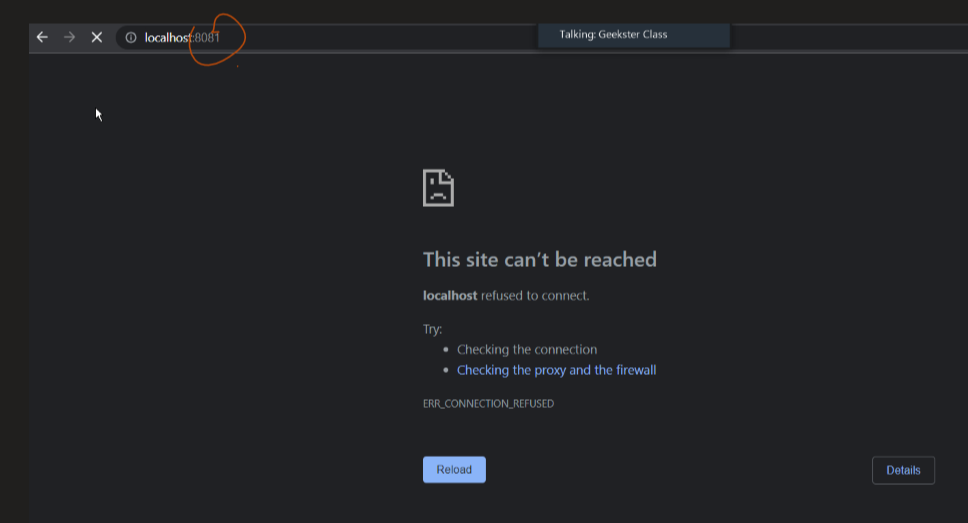 localhost:8081
Talking: Geekster Class
This site can't be reached
localhost refused to connect.
Try:
• Checking the connection
• Checking the proxy and the firewall
ERR_CONNECTION_REFUSED
Reload
Details